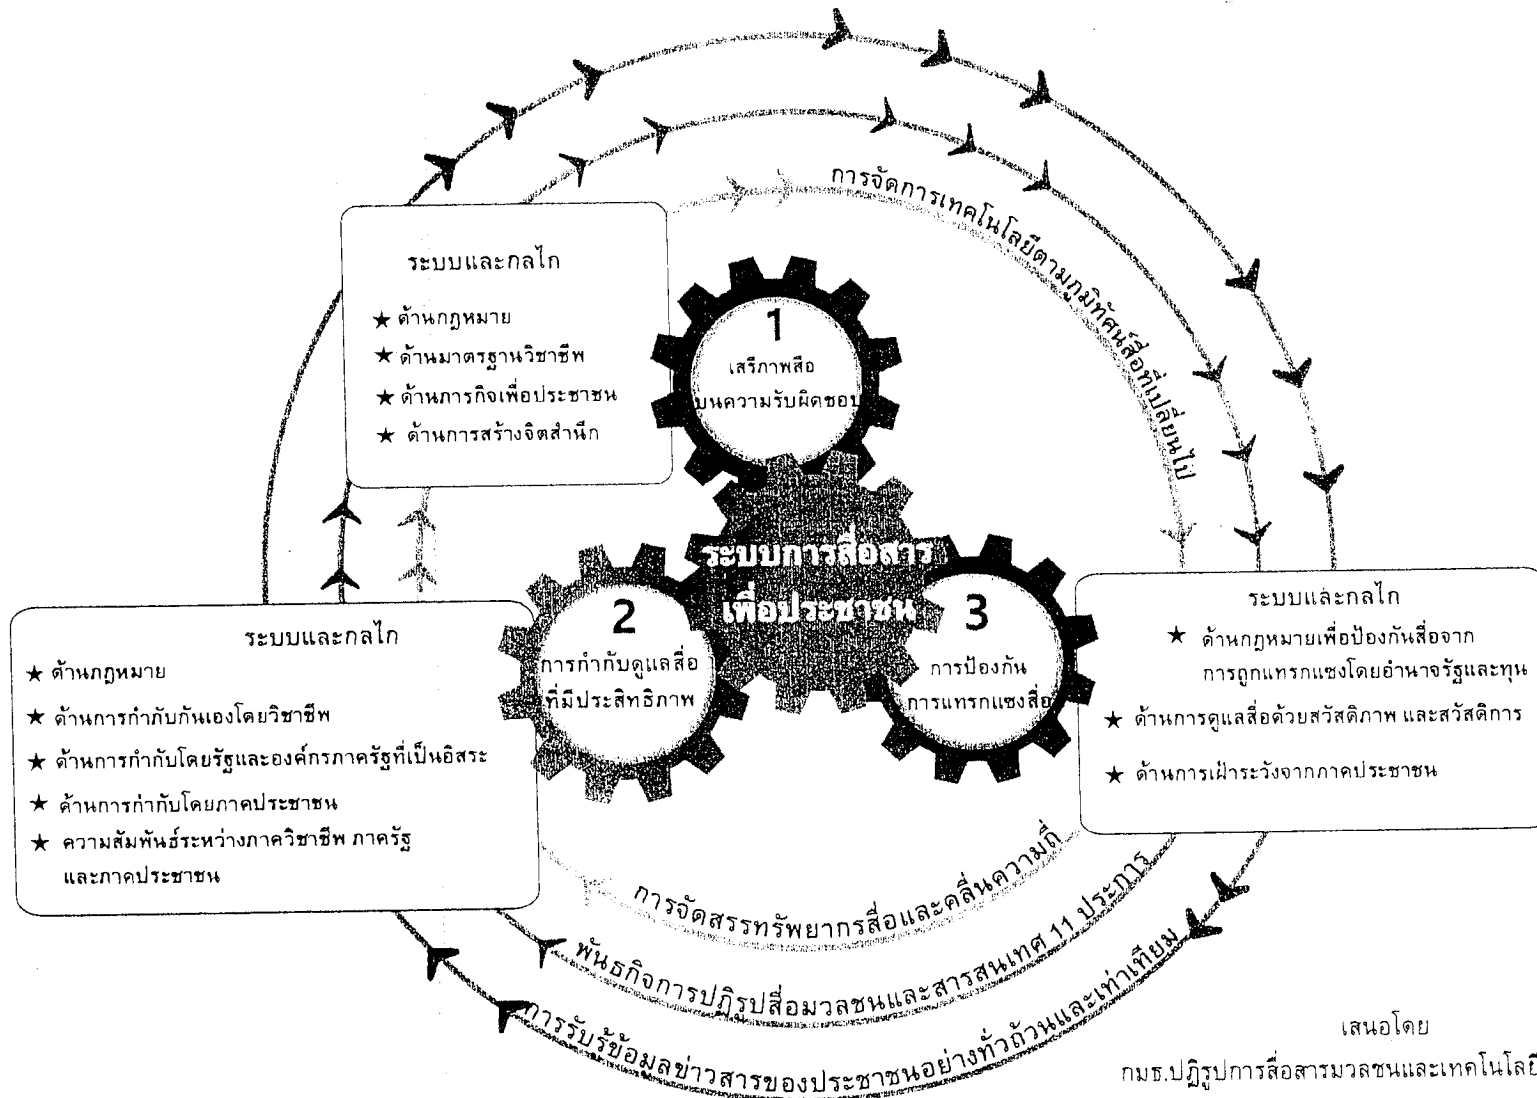 การจัดการเทคโนโลยีตามภูมิทัศน์สื่อที่เปลี่ยนไป
ระบบและกลไก
★ ด้านกฎหมาย
★ ด้านมาตรฐานวิชาชีพ
★ ด้านภารกิจเพื่อประชาชน
★ ด้านการสร้างจิตสำนึก
1
เสรีภาพสื่อ
บนความรับผิดชอบ
ระบบการสื่อสาร
เพื่อประชาชน
2
การกำกับดูแลสื่อ
ที่มีประสิทธิภาพ
3
การป้องกัน
การแทรกแซงสื่อ
ระบบและกลไก
★ ด้านกฎหมาย
★ ด้านการกำกับกันเองโดยวิชาชีพ
★ ด้านการกำกับโดยรัฐและองค์กรภาครัฐที่เป็นอิสระ
★ ด้านการกำกับโดยภาคประชาชน
★ ความสัมพันธ์ระหว่างภาควิชาชีพ ภาครัฐ
และภาคประชาชน
ระบบและกลไก
★ ด้านกฎหมายเพื่อป้องกันสื่อจาก
การถูกแทรกแซงโดยอำนาจรัฐและทุน
★ ด้านการดูแลสื่อด้วยสวัสดิภาพ และสวัสดิการ
★ ด้านการเฝ้าระวังจากภาคประชาชน
การจัดสรรทรัพยากรสื่อและคลื่นความถี่
พันธกิจการปฏิรูปสื่อมวลชนและสารสนเทศ 11 ประการ
การรับรู้ข้อมูลข่าวสารของประชาชนอย่างทั่วถ้วนและเท่าเทียม
เสนอโดย
กมธ.ปฏิรูปการสื่อสารมวลชนและเทคโนโลยี